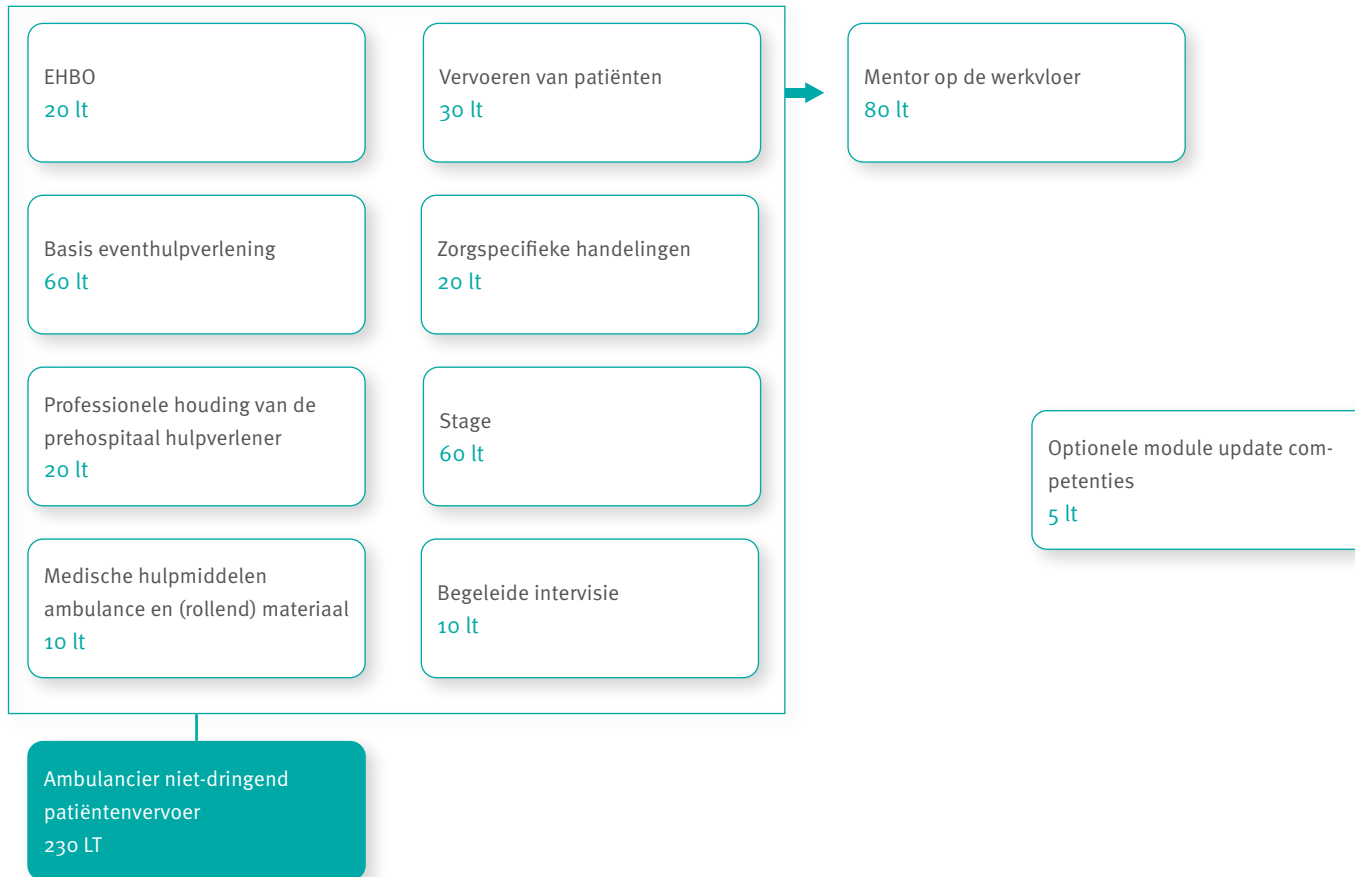 EHBO
20 lt
Vervoeren van patiënten
30 lt
Mentor op de werkvloer
80 lt
Basis eventhulpverlening
60 lt
Zorgspecifieke handelingen
20 lt
Professionele houding van de
prehospitaal hulpverlener
20 lt
Stage
60 lt
Optionele module update com-
petenties
5 lt
Medische hulpmiddelen
ambulance en (rollend) materiaal
10 lt
Begeleide intervisie
10 lt
Ambulancier niet-dringend
patiëntenvervoer
230 LT